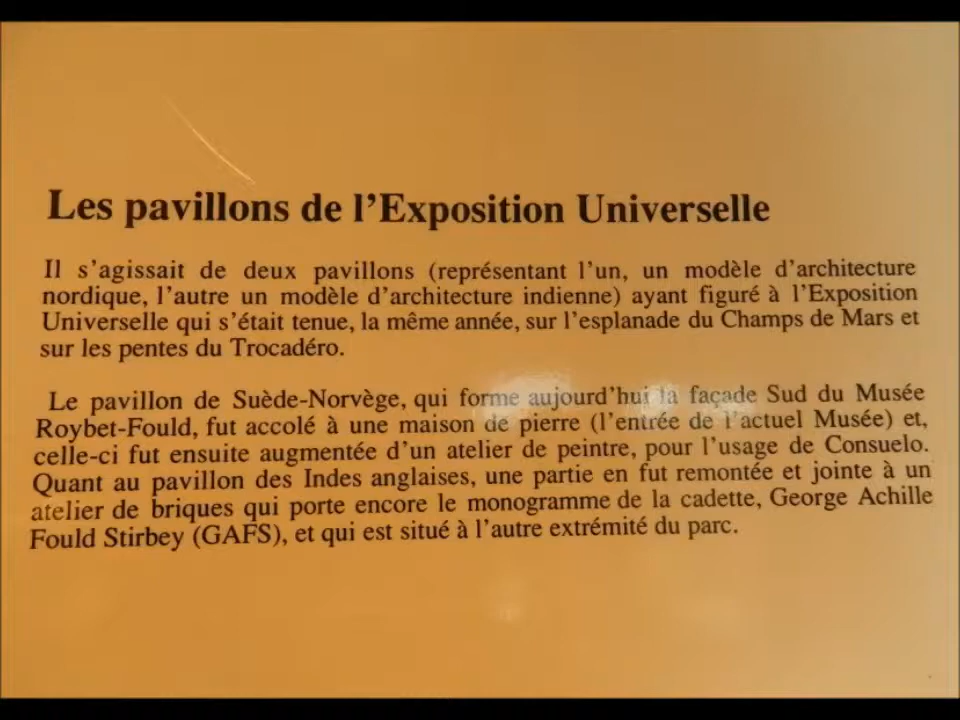 Les pavillons de l'Exposition Universelle
Il s'agissait de deux pavillons (représentant l'un, un modèle d'architecture
nordique, l'autre un modèle d'architecture indienne) ayant figuré à l'Exposition
Universelle qui s'était tenue, la même année, sur l'esplanade du Champs de Mars et
sur les pentes du Trocadéro.
Le pavillon de Suède-Norvège, qui forme aujourd'hui la façade Sud du Musée
Roybet-Fould, fut accolé à une maison de pierre (l'entrée de l'actuel Musée) et,
celle-ci fut ensuite augmentée d'un atelier de peintre, pour l'usage de Consuelo.
Quant au pavillon des Indes anglaises, une partie en fut remontée et jointe à un
atelier de briques qui porte encore le monogramme de la cadette, George Achille
Fould Stirbey (GAFS), et qui est situé à l'autre extrémité du parc.